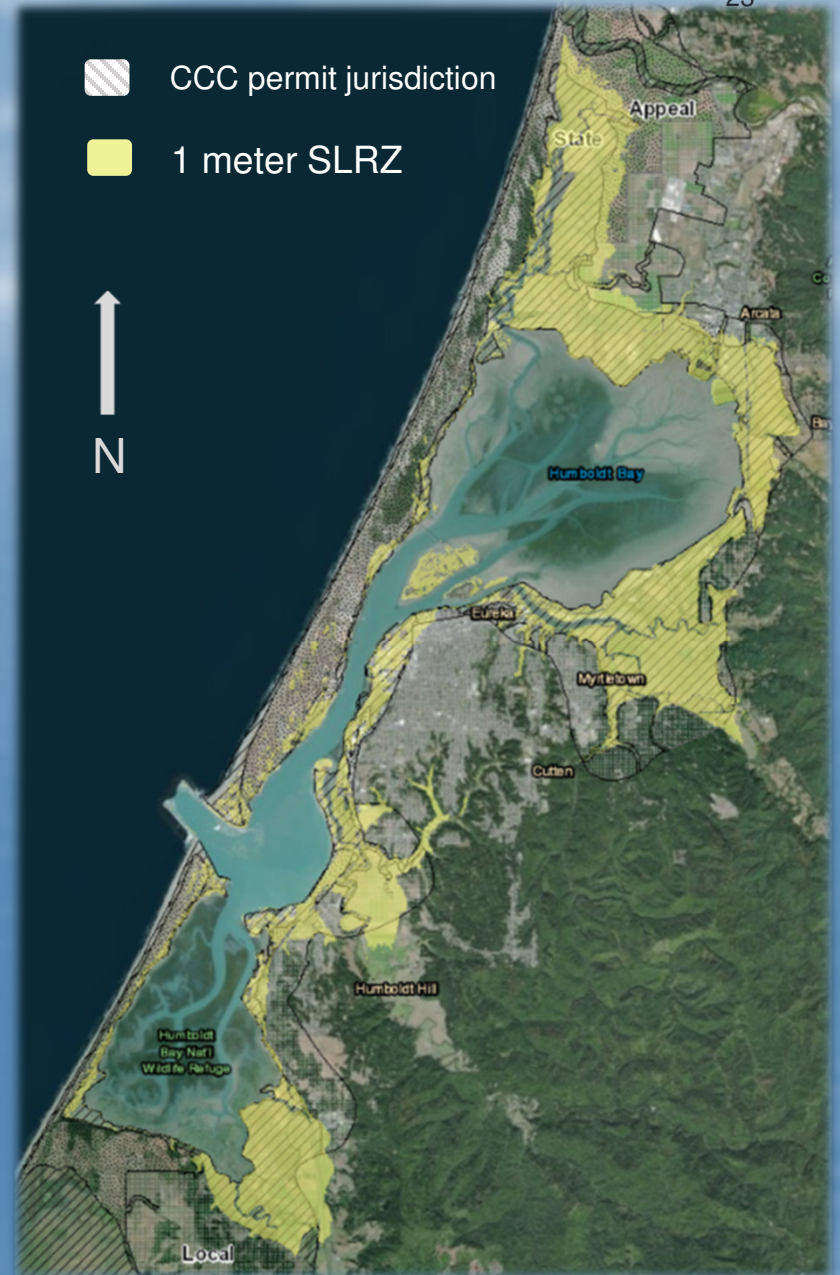 23
CCC permit jurisdiction
1 meter SLRZ
N
Appeal
State
Arcata
Humboldt Bay
Eureka
Myrtletown
Cutten
Humboldt Hill
Humboldt
Bay Nat'l
Wildlife Refuge
Local